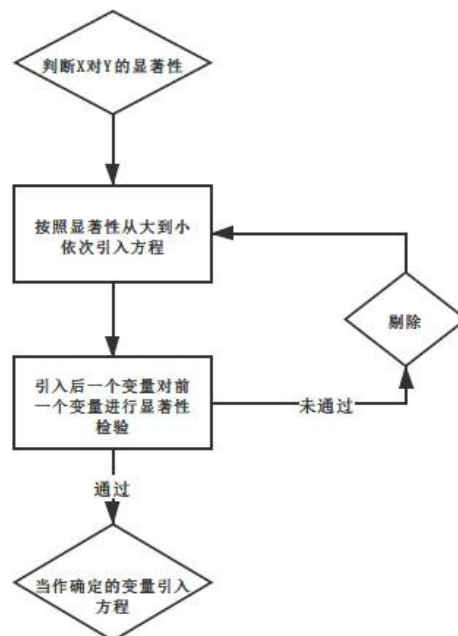 判断X对Y的显著性
按照显著性从大到小
依次引入方程
剔除
引入后一个变量对前
一个变量进行显著性
检验
未通过
通过
当作确定的变量引入
方程